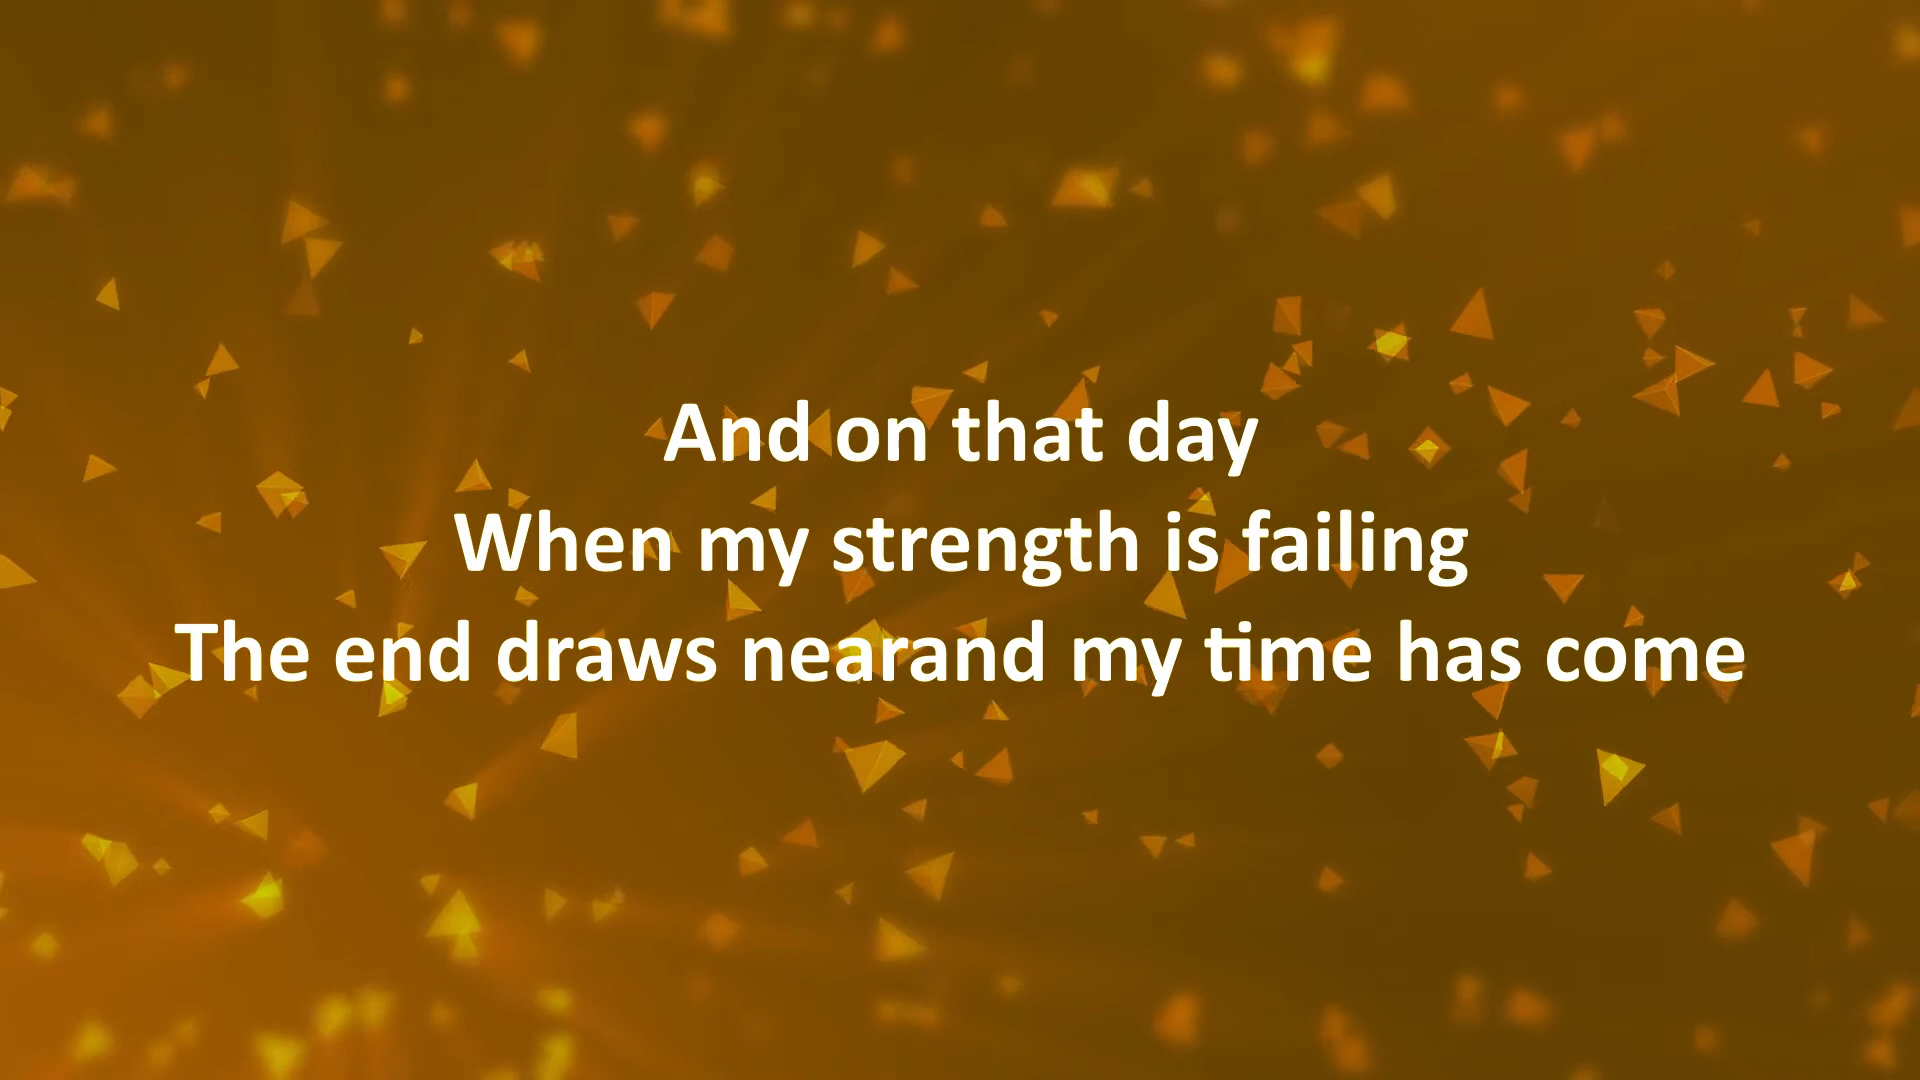 And on that day
When my strength is failing
The end draws nearand my time has come